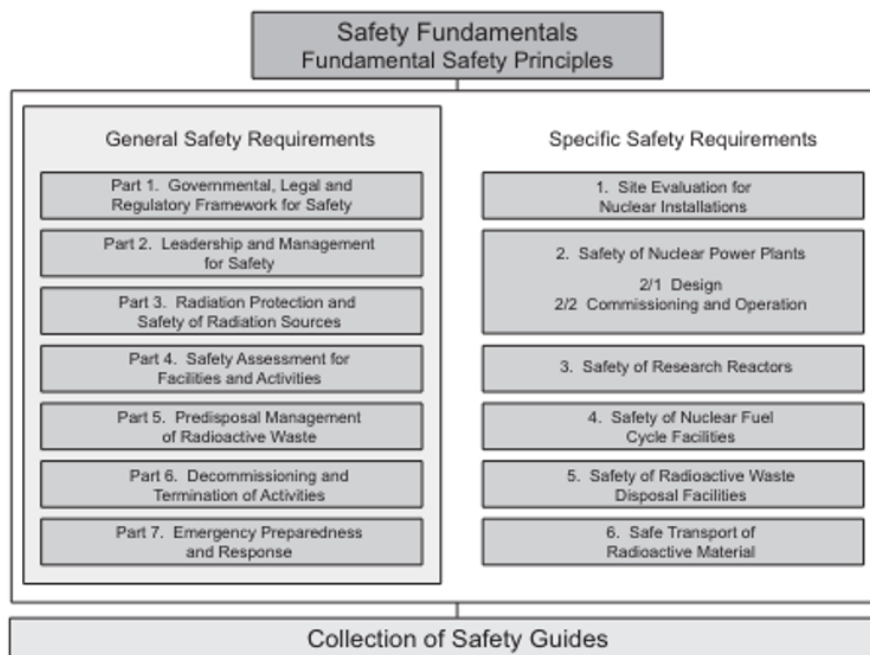 Safety Fundamentals
Fundamental Safety Principles
General Safety Requirements
Part 1. Governmental, Legal and
Regulatory Framework for Safety
Part 2. Leadership and Management
for Safety
Part 3. Radiation Protection and
Safety of Radiation Sources
Part 4. Safety Assessment for
Facilities and Activities
Part 5. Predisposal Management
of Radioactive Waste
Part 6. Decommissioning and
Termination of Activities
Part 7. Emergency Preparedness
and Response
Specific Safety Requirements
1. Site Evaluation for
Nuclear Installations
2. Safety of Nuclear Power Plants
2/1 Design
2/2 Commissioning and Operation
3. Safety of Research Reactors
4. Safety of Nuclear Fuel
Cycle Facilities
5. Safety of Radioactive Waste
Disposal Facilities
6. Safe Transport of
Radioactive Material
Collection of Safety Guides